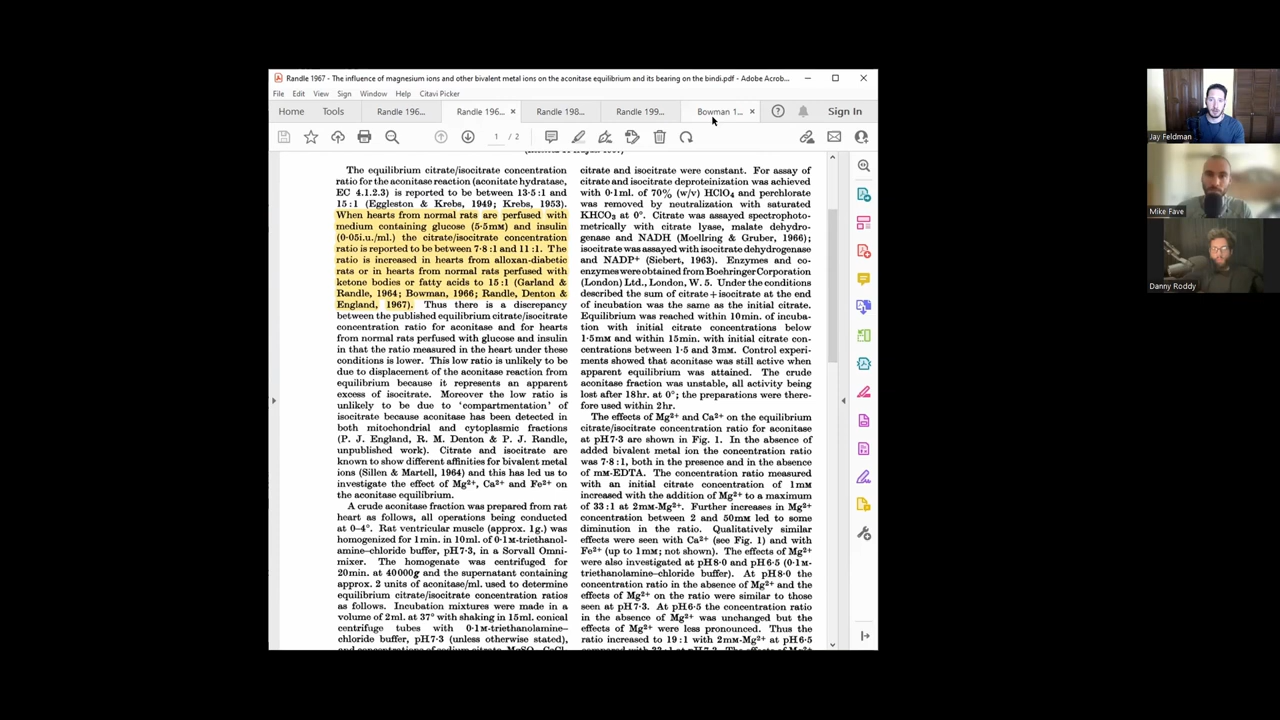 Randle 1967 - The influence of magnesium ions and other bivalent metal ions on the aconitase equilibrium and its bearing on the bindi.pdf - Adobe Acrob...
File Edit View Sign Window Help Citavi Picker
Home Tools Randle 196... Randle 196... Randle 198... Randle 199... Bowman 1... Sign In
1 / 2
The equilibrium citrate/isocitrate concentration
ratio for the aconitase reaction (aconitate hydratase,
EC 4.1.2.3) is reported to be between 13·5:1 and
15:1 (Eggleston & Krebs, 1949; Krebs, 1953).
When hearts from normal rats are perfused with
medium containing glucose (5·5mM) and insulin
(0·05i.u./ml.) the citrate/isocitrate concentration
ratio is reported to be between 7·8:1 and 11:1. The
ratio is increased in hearts from alloxan-diabetic
rats or in hearts from normal rats perfused with
ketone bodies or fatty acids to 15:1 (Garland &
Randle, 1964; Bowman, 1966; Randle, Denton &
England, 1967). Thus there is a discrepancy
between the published equilibrium citrate/isocitrate
concentration ratio for aconitase and for hearts
from normal rats perfused with glucose and insulin
in that the ratio measured in the heart under these
conditions is lower. This low ratio is unlikely to be
due to displacement of the aconitase reaction from
equilibrium because it represents an apparent
excess of isocitrate. Moreover the low ratio is
unlikely to be due to 'compartmentation' of
isocitrate because aconitase has been detected in
both mitochondrial and cytoplasmic fractions
(P. J. England, R. M. Denton & P. J. Randle,
unpublished work). Citrate and isocitrate are
known to show different affinities for bivalent metal
ions (Sillen & Martell, 1964) and this has led us to
investigate the effect of Mg²⁺, Ca²⁺ and Fe²⁺ on
the aconitase equilibrium.
A crude aconitase fraction was prepared from rat
heart as follows, all operations being conducted
at 0–4°. Rat ventricular muscle (approx. 1g.) was
homogenized for 1min. in 10ml. of 0·1M-triethanol-
amine–chloride buffer, pH7·3, in a Sorvall Omni-
mixer. The homogenate was centrifuged for
20min. at 40000g and the supernatant containing
approx. 2 units of aconitase/ml. used to determine
equilibrium citrate/isocitrate concentration ratios
as follows. Incubation mixtures were made in a
volume of 2ml. at 37° with shaking in 15ml. conical
centrifuge tubes with 0·1M-triethanolamine–
chloride buffer, pH7·3 (unless otherwise stated),
citrate and isocitrate were constant. For assay of
citrate and isocitrate deproteinization was achieved
with 0·1ml. of 70% (w/v) HClO₄ and perchlorate
was removed by neutralization with saturated
KHCO₃ at 0°. Citrate was assayed spectrophoto-
metrically with citrate lyase, malate dehydro-
genase and NADH (Moellring & Gruber, 1966);
isocitrate was assayed with isocitrate dehydrogenase
and NADP⁺ (Siebert, 1963). Enzymes and co-
enzymes were obtained from Boehringer Corporation
(London) Ltd., London, W. 5. Under the conditions
described the sum of citrate + isocitrate at the end
of incubation was the same as the initial citrate.
Equilibrium was reached within 10min. of incuba-
tion with initial citrate concentrations below
1·5mM and within 15min. with initial citrate con-
centrations between 1·5 and 3mM. Control experi-
ments showed that aconitase was still active when
apparent equilibrium was attained. The crude
aconitase fraction was unstable, all activity being
lost after 18hr. at 0°; the preparations were there-
fore used within 2hr.
The effects of Mg²⁺ and Ca²⁺ on the equilibrium
citrate/isocitrate concentration ratio for aconitase
at pH7·3 are shown in Fig. 1. In the absence of
added bivalent metal ion the concentration ratio
was 7·8:1, both in the presence and in the absence
of mM-EDTA. The concentration ratio measured
with an initial citrate concentration of 1mM
increased with the addition of Mg²⁺ to a maximum
of 33:1 at 2mM-Mg²⁺. Further increases in Mg²⁺
concentration between 2 and 50mM led to some
diminution in the ratio. Qualitatively similar
effects were seen with Ca²⁺ (see Fig. 1) and with
Fe²⁺ (up to 1mM; not shown). The effects of Mg²⁺
were also investigated at pH8·0 and pH6·5 (0·1M-
triethanolamine–chloride buffer). At pH8·0
the concentration ratio in the absence of Mg²⁺ and the
effects of Mg²⁺ on the ratio were similar to those
seen at pH7·3. At pH6·5 the concentration ratio
in the absence of Mg²⁺ was unchanged but the
effects of Mg²⁺ were less pronounced. Thus the
ratio increased to 19:1 with 2mM-Mg²⁺ at pH6·5
Jay Feldman
Mike Fave
Danny Roddy